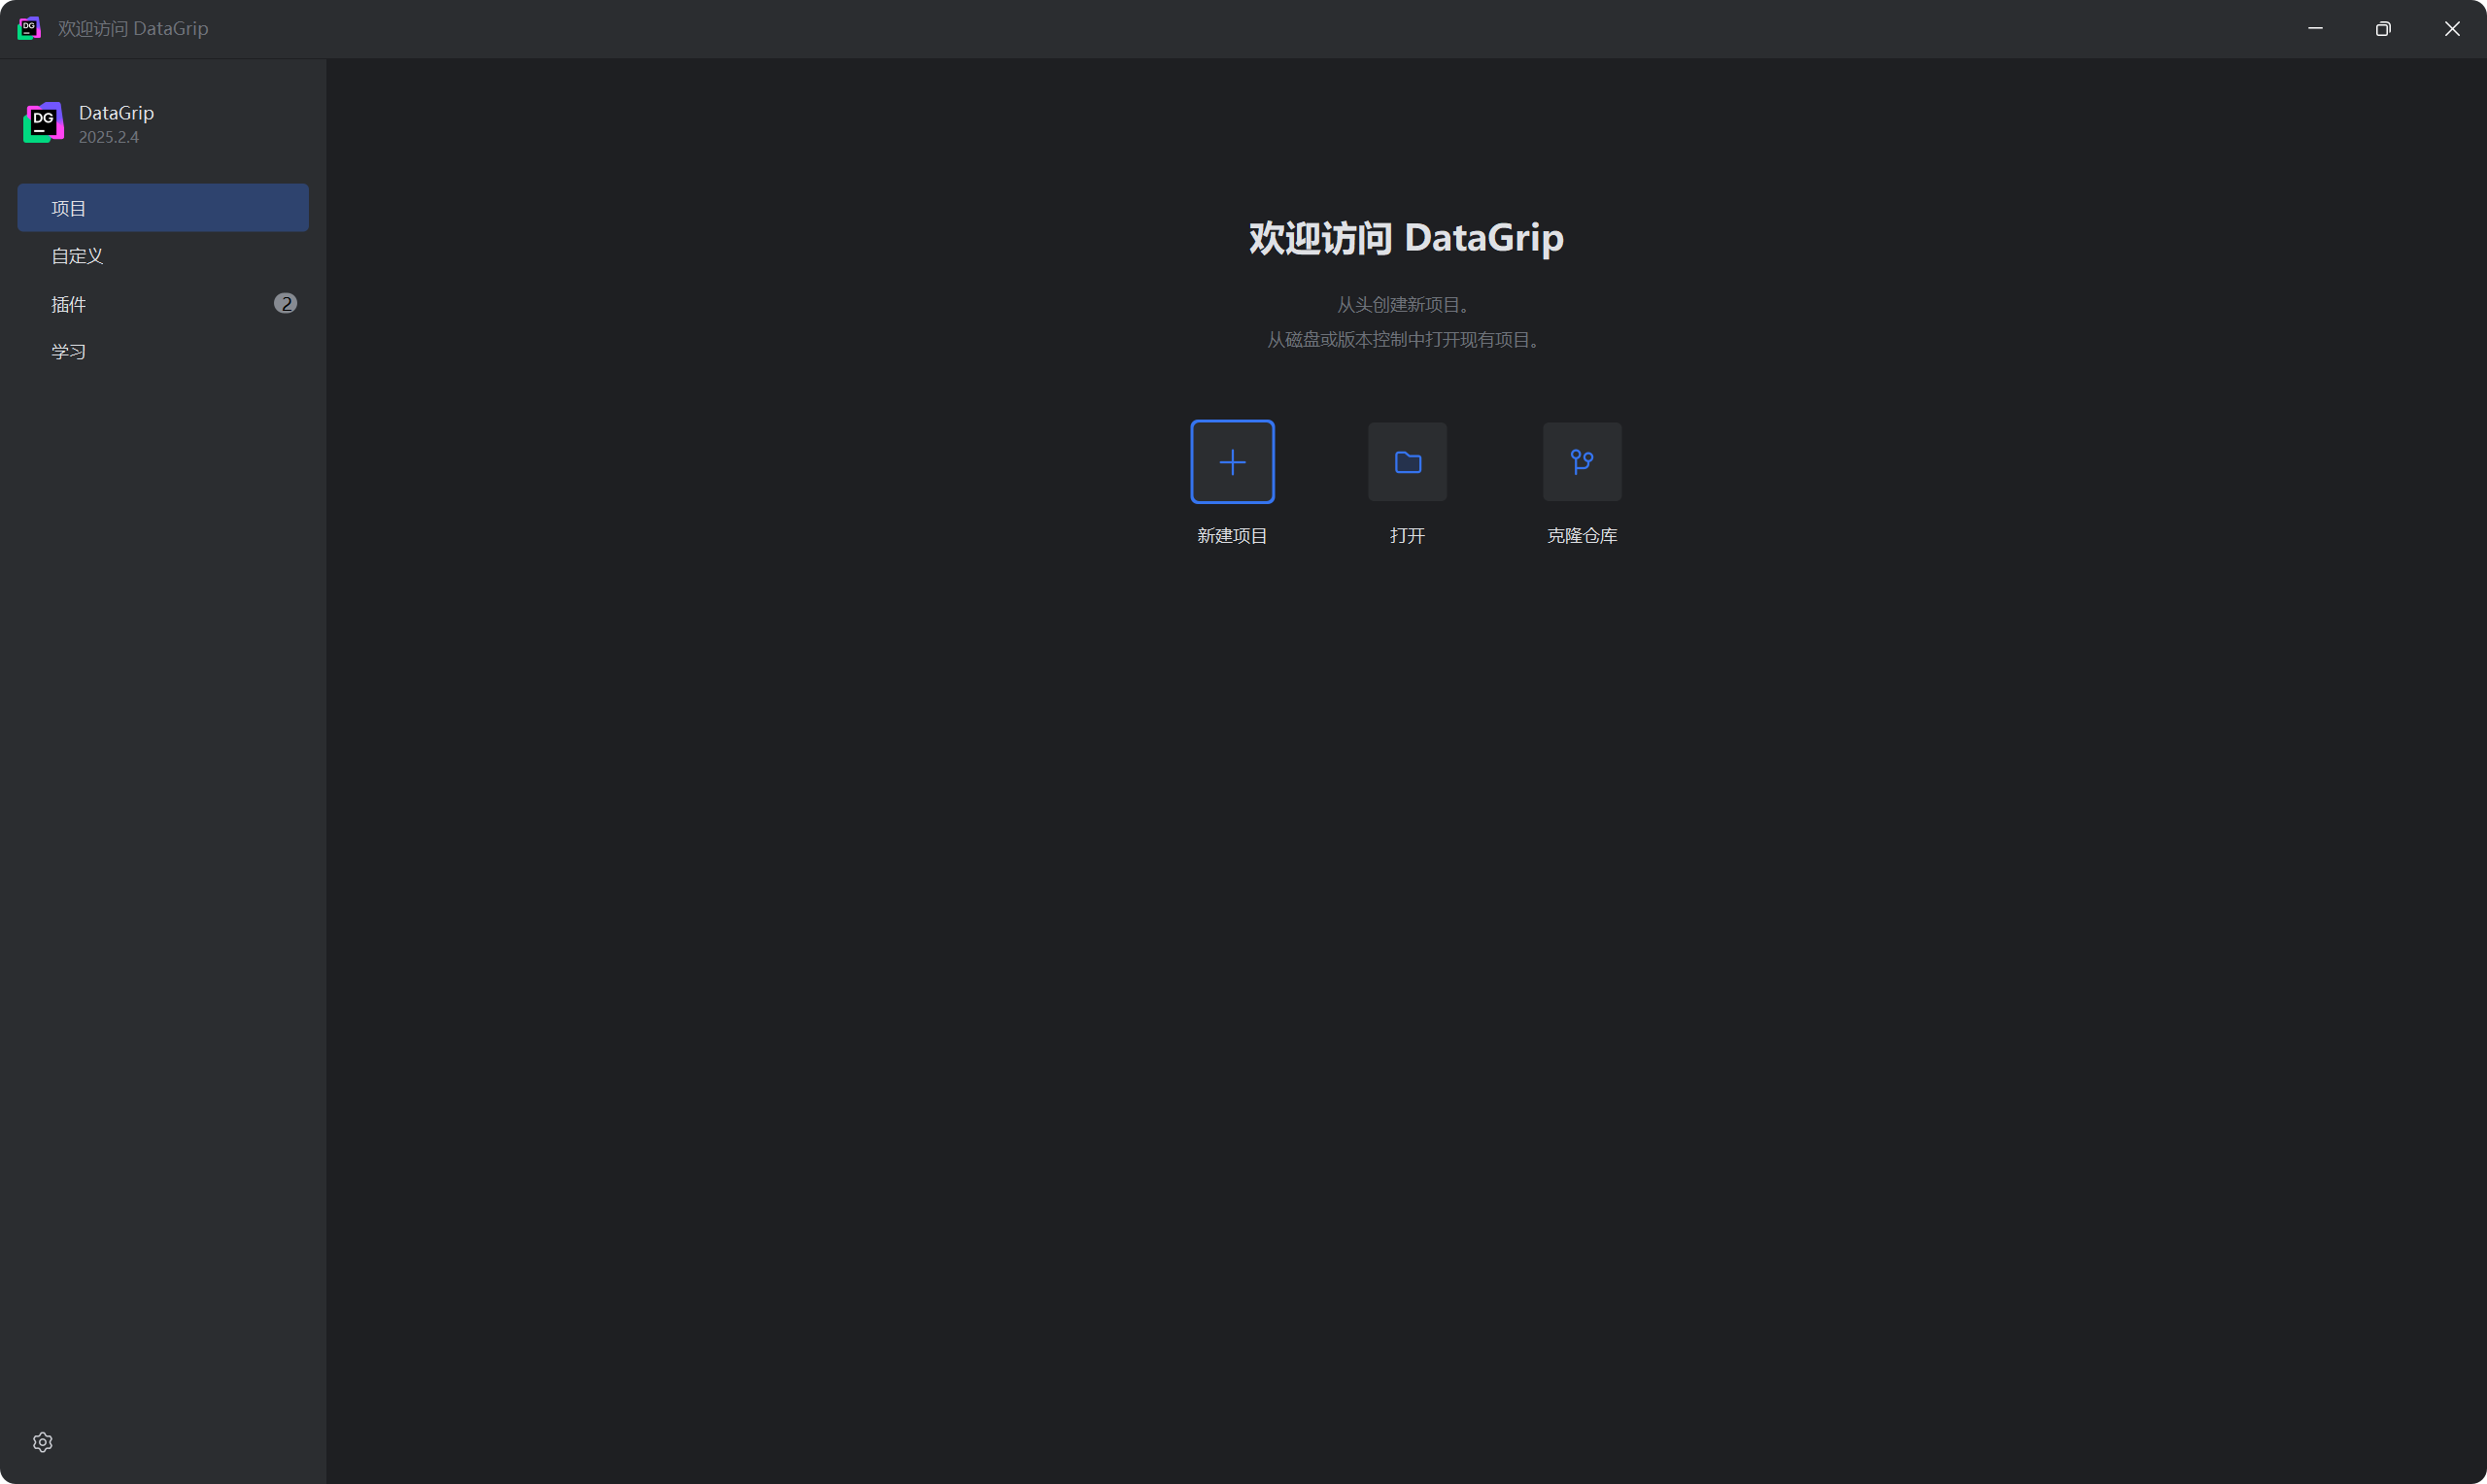 欢迎访问 DataGrip
DG
DataGrip
2025.2.4
项目
自定义
插件 2
学习
欢迎访问 DataGrip
从头创建新项目。
从磁盘或版本控制中打开现有项目。
新建项目 打开 克隆仓库